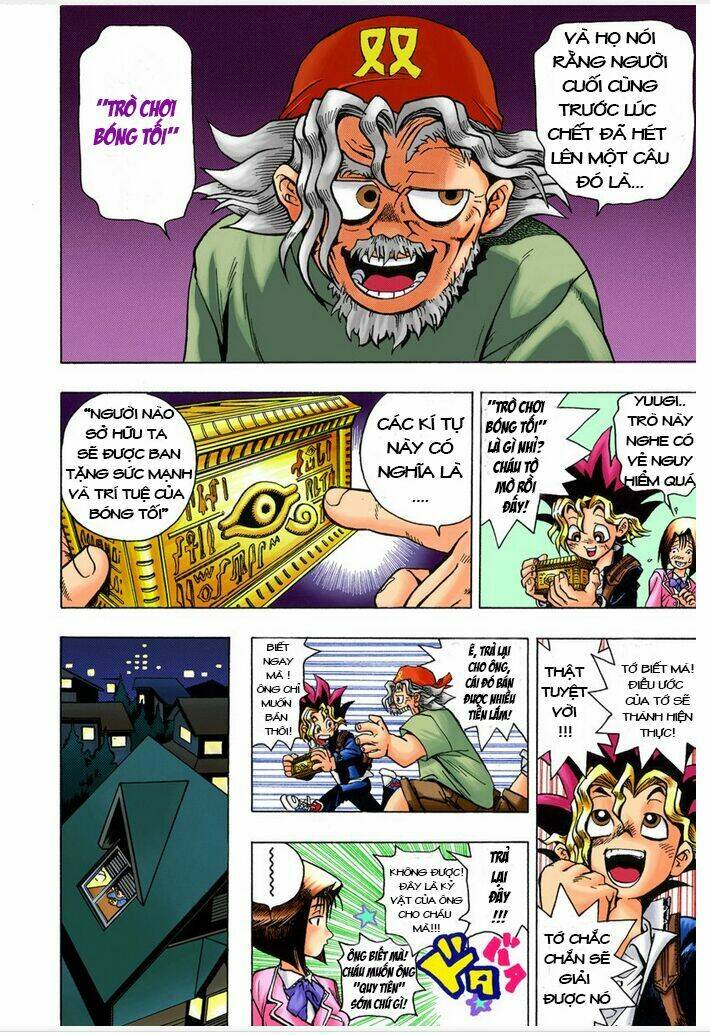 VÀ HỌ NÓI
RẰNG NGƯỜI
CUỐI CÙNG
TRƯỚC LÚC
CHẾT ĐÃ HÉT
LÊN MỘT CÂU
ĐÓ LÀ...
"TRÒ CHƠI
BÓNG TỐI"
YUUGI..
TRÒ NÀY
NGHE CÓ
VẺ NGUY
HIỂM QUÁ
"TRÒ CHƠI
BÓNG TỐI"
LÀ GÌ NHỈ?
CHÁU TÒ
MÒ RỒI
ĐẤY!
CÁC KÍ TỰ
NÀY CÓ
NGHĨA LÀ
....
"NGƯỜI NÀO
SỞ HỮU TA
SẼ ĐƯỢC BAN
TẶNG SỨC MẠNH
VÀ TRÍ TUỆ CỦA
BÓNG TỐI"
TỚ BIẾT MÀ!
ĐIỀU ƯỚC
CỦA TỚ SẼ
THÀNH HIỆN
THỰC!
THẬT
TUYỆT
VỜI
!!!
TỚ CHẮC
CHẮN SẼ
GIẢI
ĐƯỢC NÓ
Ê, TRẢ LẠI
CHO ÔNG,
CÁI ĐÓ BÁN
ĐƯỢC NHIỀU
TIỀN LẮM!
BIẾT
NGAY
MÀ !
ÔNG CHỈ
MUỐN
BÁN
THÔI!
TRẢ
LẠI
ĐÂY
!!!
KHÔNG ĐƯỢC!
ĐÂY LÀ KỶ
VẬT CỦA ÔNG
CHO CHÁU
MÀ!!!
ÔNG BIẾT MÀ!
CHÁU MUỐN ÔNG
"QUY TIÊN"
SỚM CHỨ GÌ!
YA